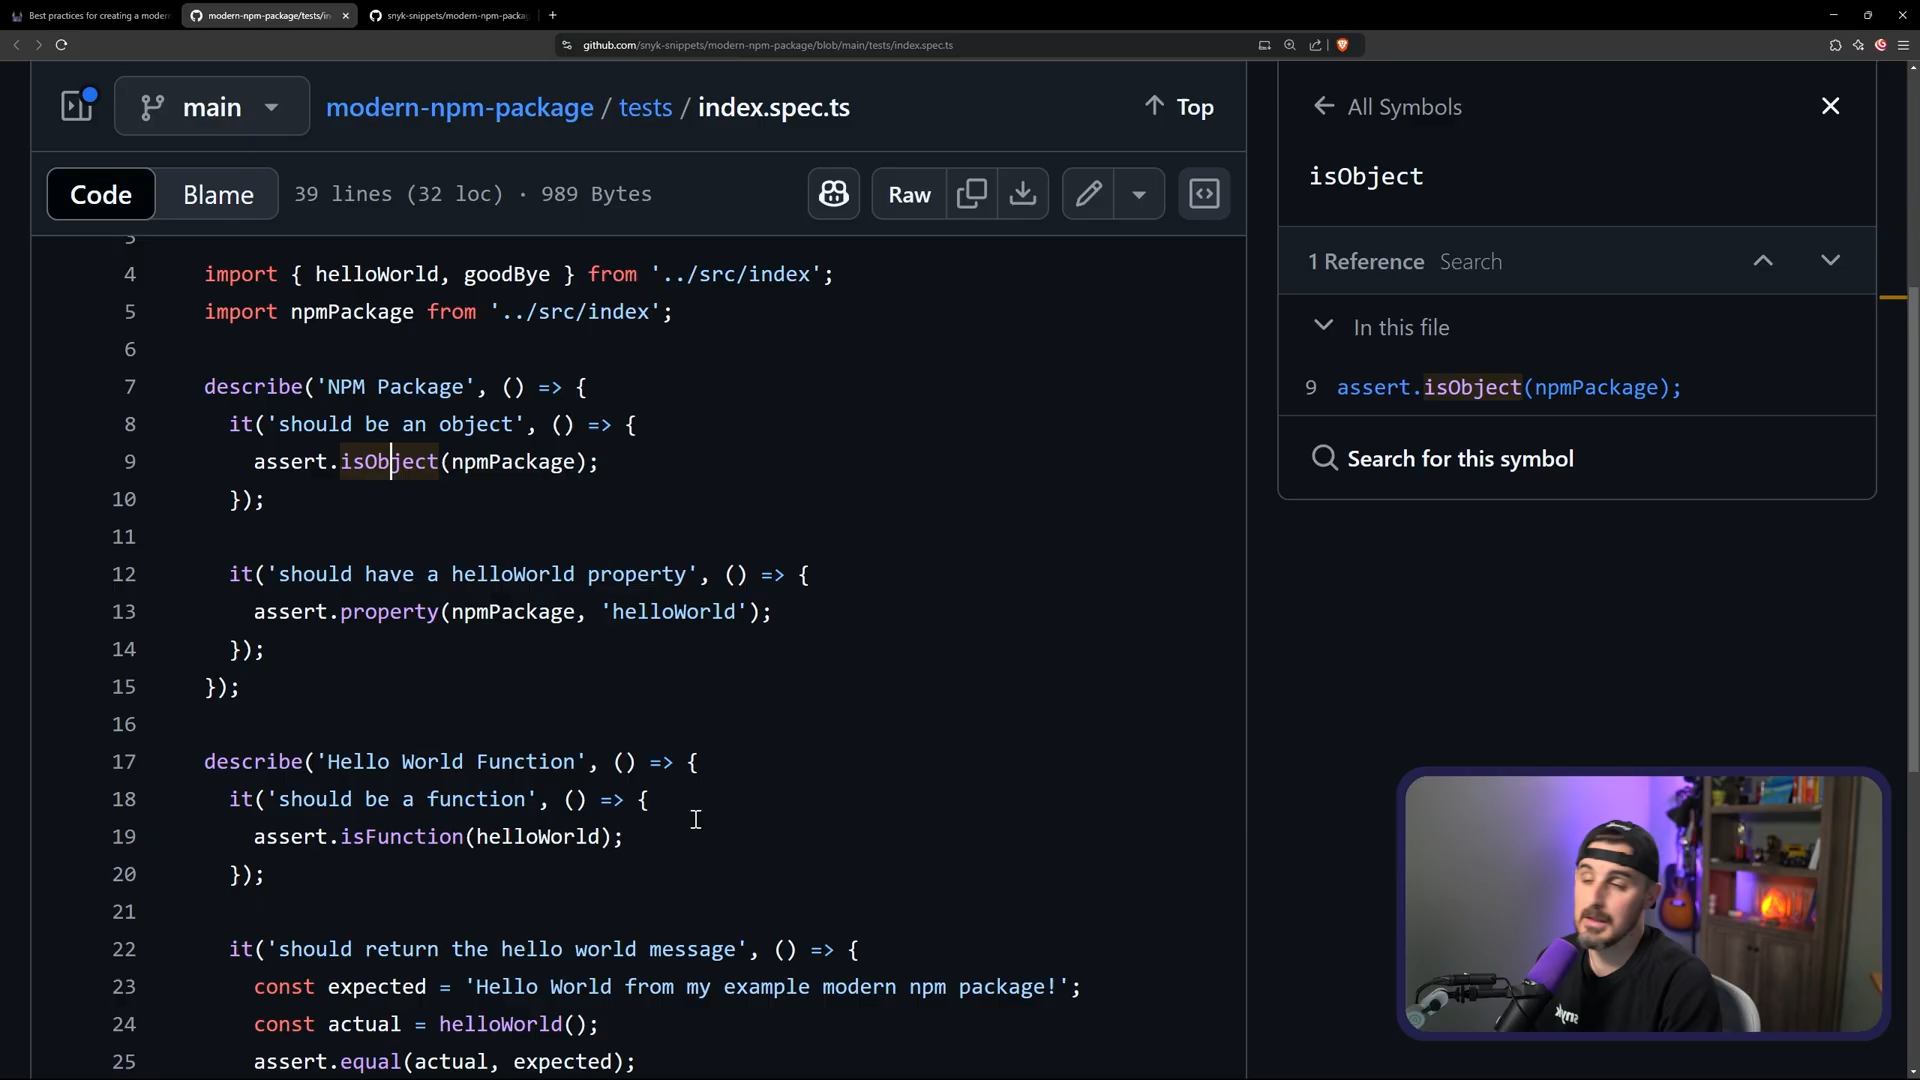 Best practices for creating a moder
modern-npm-package/tests/in
snyk-snippets/modern-npm-packa
github.com/snyk-snippets/modern-npm-package/blob/main/tests/index.spec.ts
main
modern-npm-package / tests / index.spec.ts
Top
Code
Blame
39 lines (32 loc) · 989 Bytes
Raw
3
4 import { helloWorld, goodBye } from '../src/index';
5 import npmPackage from '../src/index';
6
7 describe('NPM Package', () => {
8 it('should be an object', () => {
9 assert.isObject(npmPackage);
10 });
11
12 it('should have a helloWorld property', () => {
13 assert.property(npmPackage, 'helloWorld');
14 });
15 });
16
17 describe('Hello World Function', () => {
18 it('should be a function', () => {
19 assert.isFunction(helloWorld);
20 });
21
22 it('should return the hello world message', () => {
23 const expected = 'Hello World from my example modern npm package!';
24 const actual = helloWorld();
25 assert.equal(actual, expected);
All Symbols
isObject
1 Reference Search
In this file
9 assert.isObject(npmPackage);
Search for this symbol
snyk